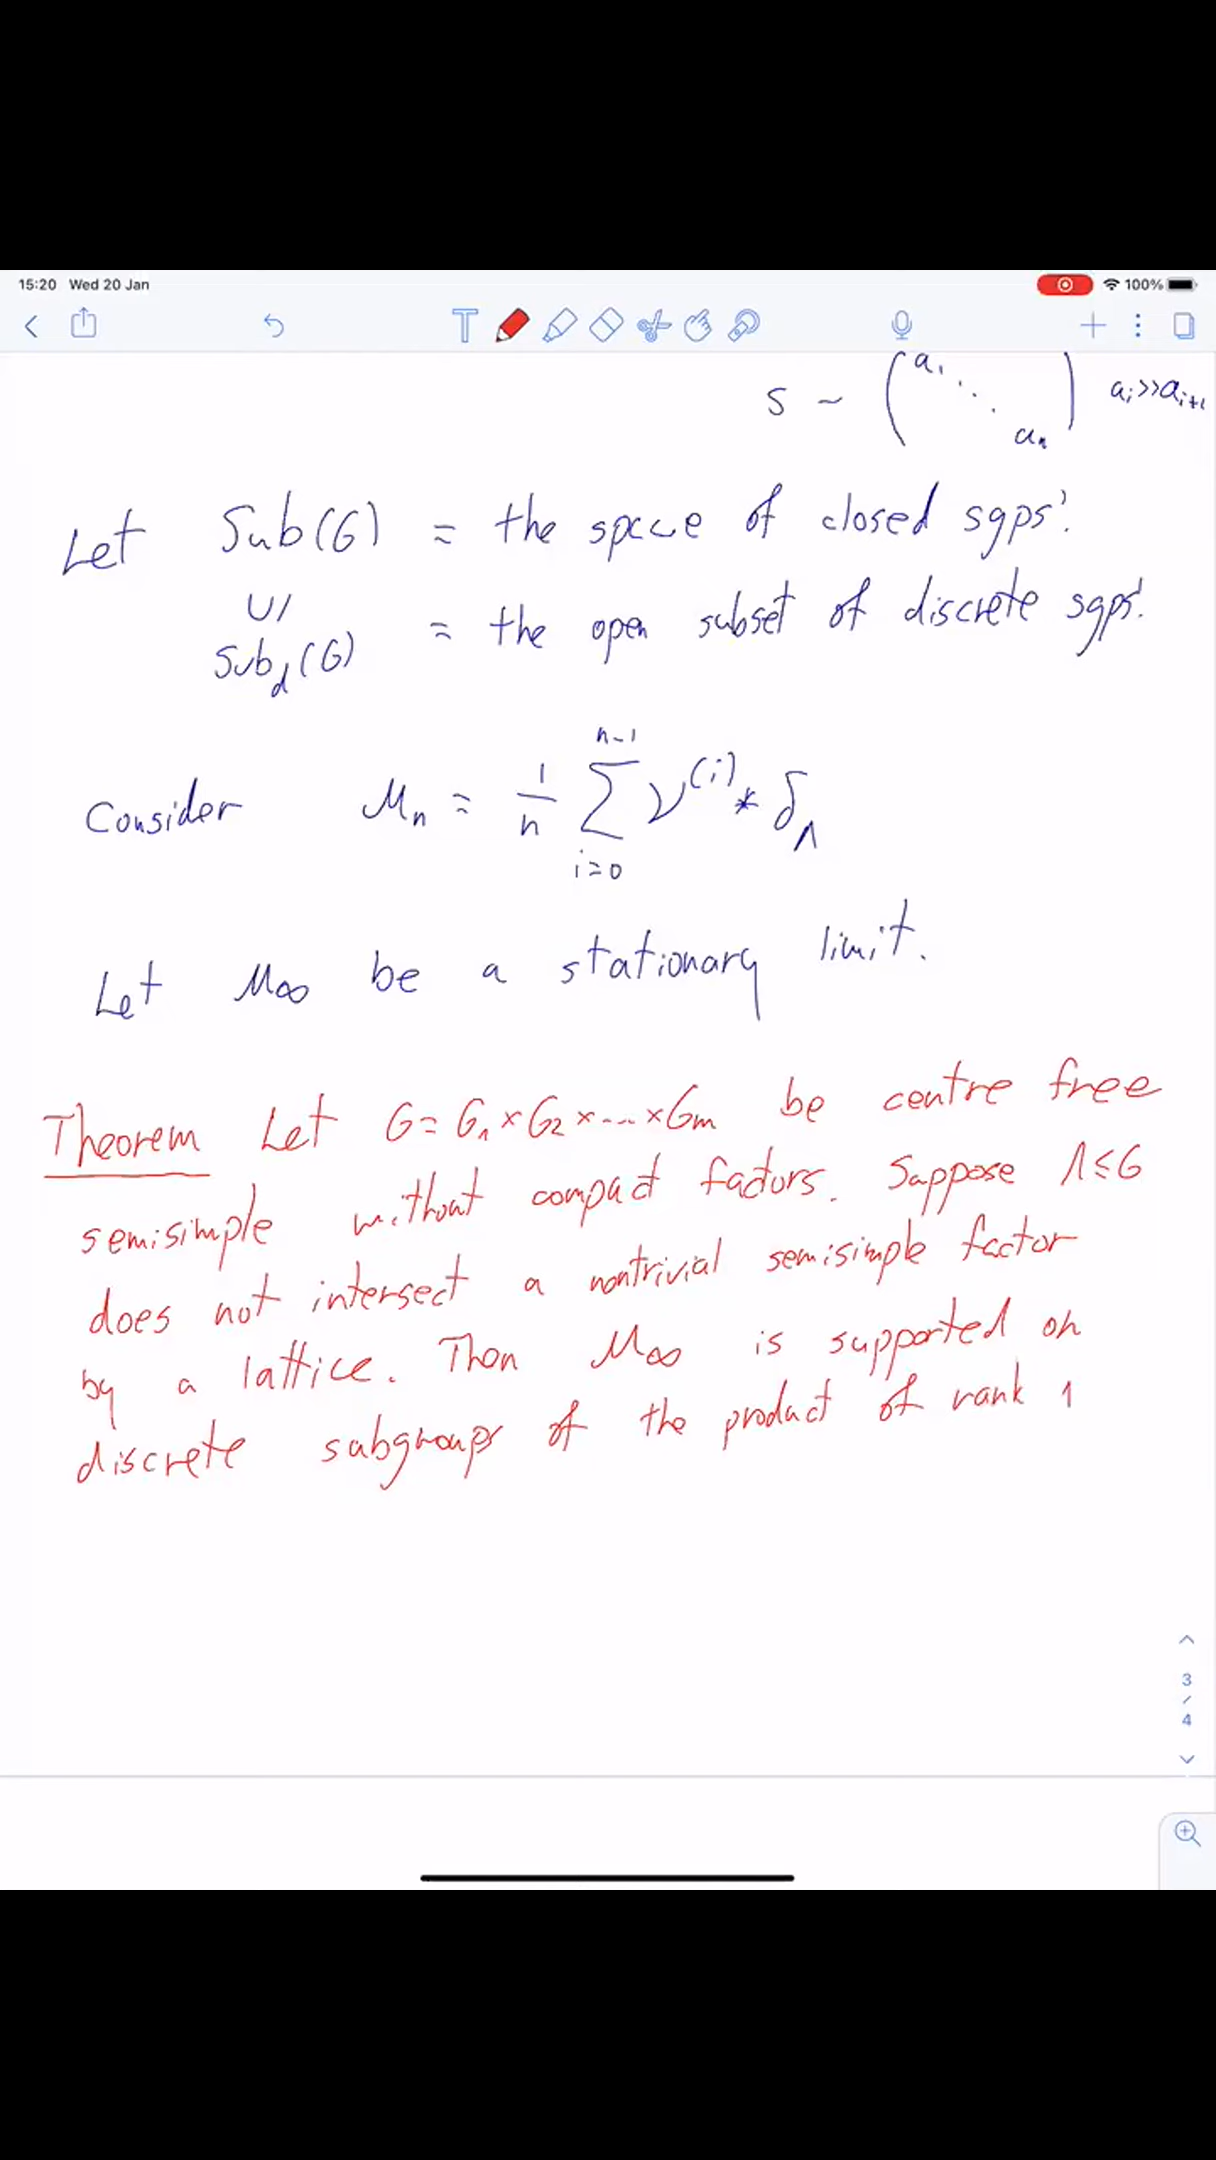 15:20 Wed 20 Jan 100%
a₁
S ~ ( ⋱ ) aᵢ>>aᵢ₊₁
aₙ
Let Sub(G) = the space of closed sgps'.
∪/
Sub_d(G) = the open subset of discrete sgps'.
n-1
Consider μₙ = 1/n Σ ν⁽ⁱ⁾ * δ_Λ
i=0
Let μ∞ be a stationary limit.
Theorem Let G = G₁×G₂×...×Gm be centre free
semisimple without compact factors. Suppose Λ≤G
does not intersect a nontrivial semisimple factor
by a lattice. Then μ∞ is supported on
discrete subgroups of the product of rank 1
3
/
4